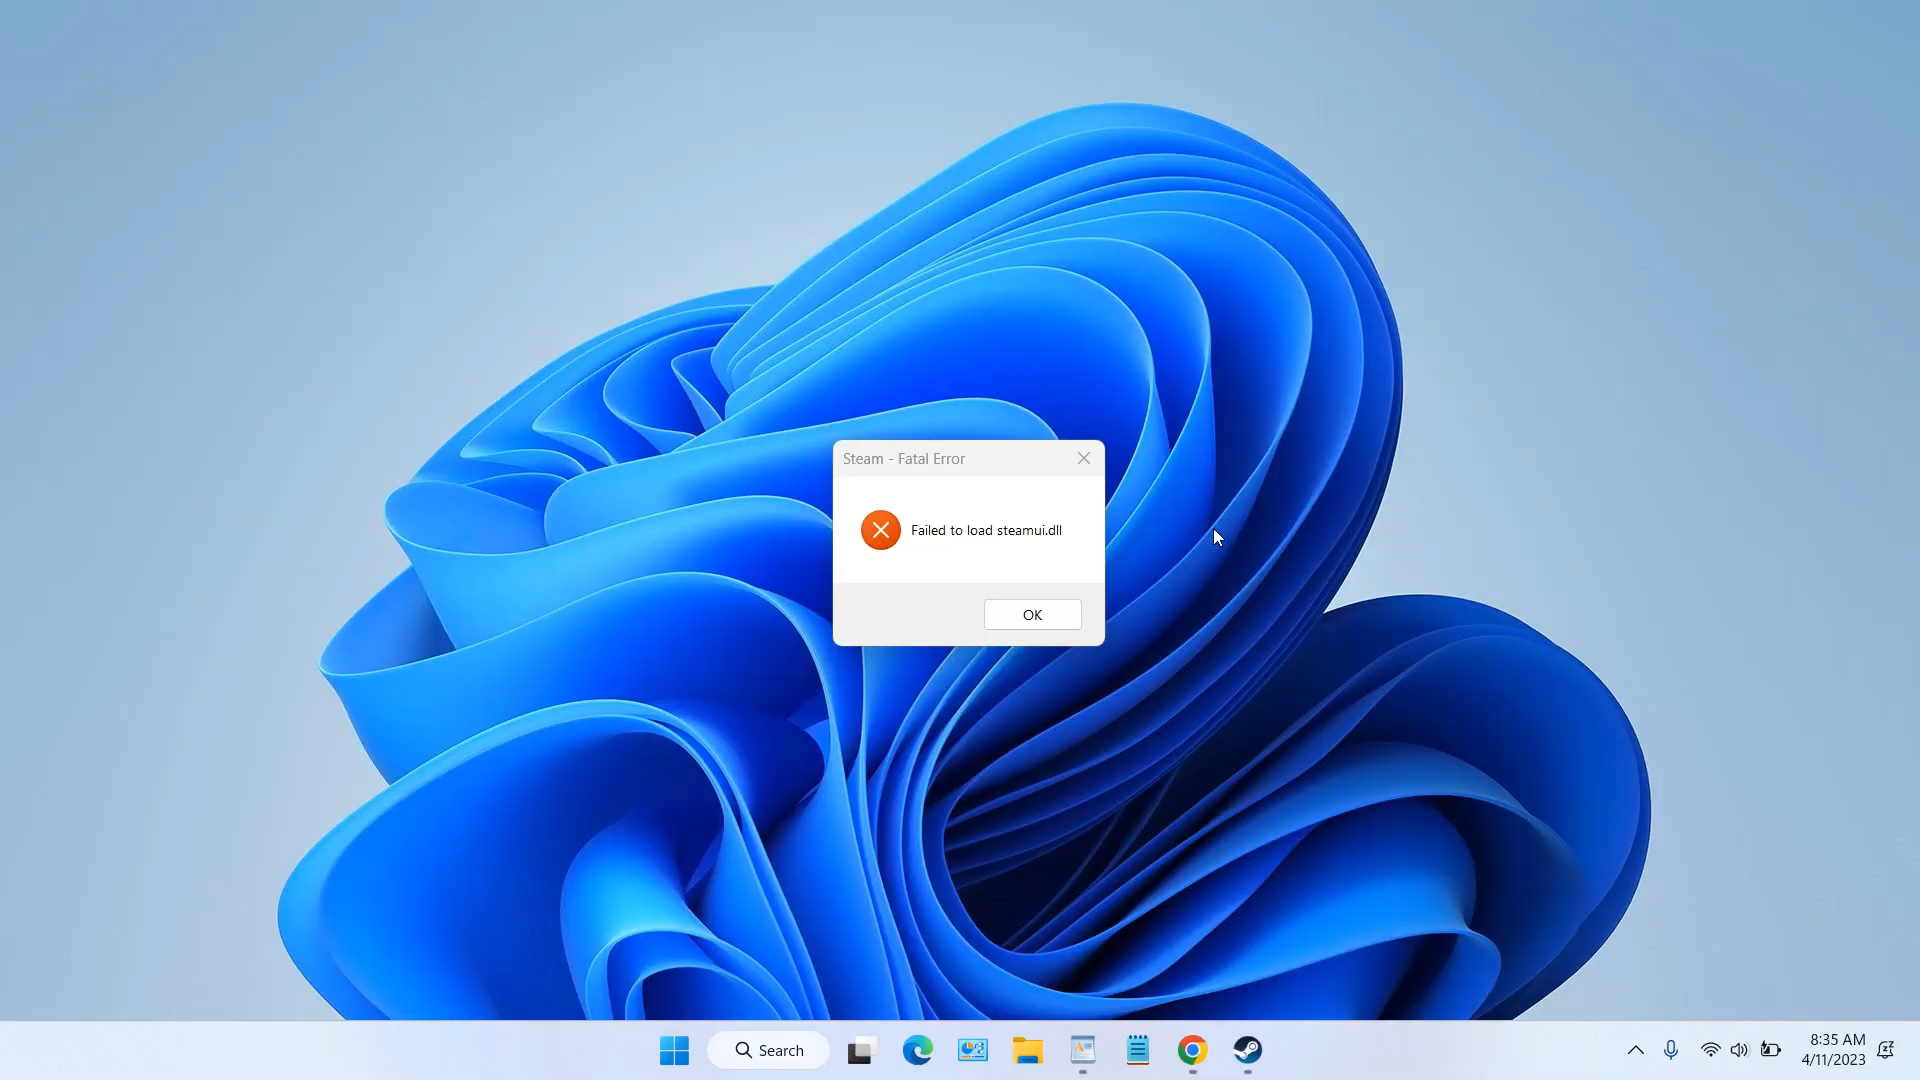 Steam - Fatal Error
Failed to load steamui.dll
OK
Search
8:35 AM
4/11/2023